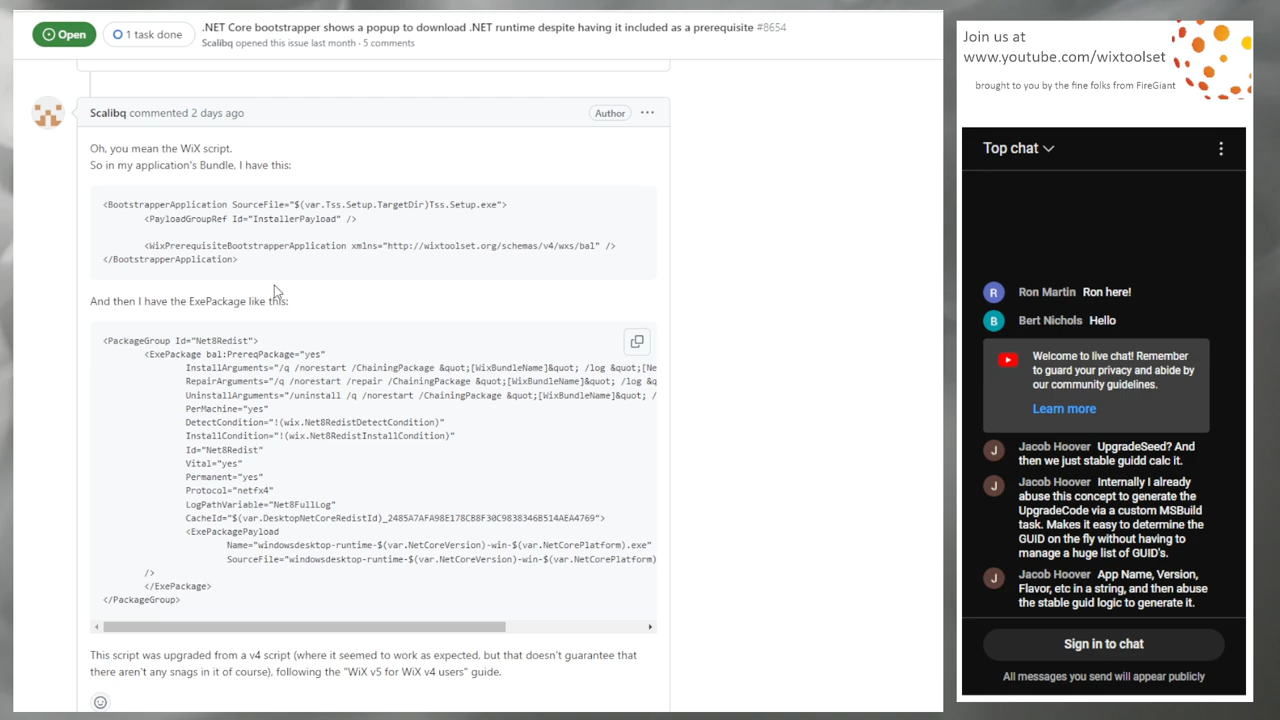 Open
1 task done
.NET Core bootstrapper shows a popup to download .NET runtime despite having it included as a prerequisite #8654
Scalibq opened this issue last month · 5 comments
Scalibq commented 2 days ago
Author
Oh, you mean the WiX script.
So in my application's Bundle, I have this:
<BootstrapperApplication SourceFile="$(var.Tss.Setup.TargetDir)Tss.Setup.exe">
<PayloadGroupRef Id="InstallerPayload" />
<WixPrerequisiteBootstrapperApplication xmlns="http://wixtoolset.org/schemas/v4/wxs/bal" />
</BootstrapperApplication>
And then I have the ExePackage like this:
<PackageGroup Id="Net8Redist">
<ExePackage bal:PrereqPackage="yes"
InstallArguments="/q /norestart /ChainingPackage &quot;[WixBundleName]&quot; /log &quot;[Ne
RepairArguments="/q /norestart /repair /ChainingPackage &quot;[WixBundleName]&quot; /log &q
UninstallArguments="/uninstall /q /norestart /ChainingPackage &quot;[WixBundleName]&quot; /
PerMachine="yes"
DetectCondition="!(wix.Net8RedistDetectCondition)"
InstallCondition="!(wix.Net8RedistInstallCondition)"
Id="Net8Redist"
Vital="yes"
Permanent="yes"
Protocol="netfx4"
LogPathVariable="Net8FullLog"
CacheId="$(var.DesktopNetCoreRedistId)_2485A7AFA98E178CB8F30C9838346B514AEA4769">
<ExePackagePayload
Name="windowsdesktop-runtime-$(var.NetCoreVersion)-win-$(var.NetCorePlatform).exe"
SourceFile="windowsdesktop-runtime-$(var.NetCoreVersion)-win-$(var.NetCorePlatform)
/>
</ExePackage>
</PackageGroup>
This script was upgraded from a v4 script (where it seemed to work as expected, but that doesn't guarantee that
there aren't any snags in it of course), following the "WiX v5 for WiX v4 users" guide.
Join us at
www.youtube.com/wixtoolset
brought to you by the fine folks from FireGiant
Top chat
R Ron Martin Ron here!
B Bert Nichols Hello
Welcome to live chat! Remember
to guard your privacy and abide by
our community guidelines.
Learn more
J Jacob Hoover UpgradeSeed? And
then we just stable guidd calc it.
J Jacob Hoover Internally I already
abuse this concept to generate the
UpgradeCode via a custom MSBuild
task. Makes it easy to determine the
GUID on the fly without having to
manage a huge list of GUID's.
J Jacob Hoover App Name, Version,
Flavor, etc in a string, and then abuse
the stable guid logic to generate it.
Sign in to chat
All messages you send will appear publicly